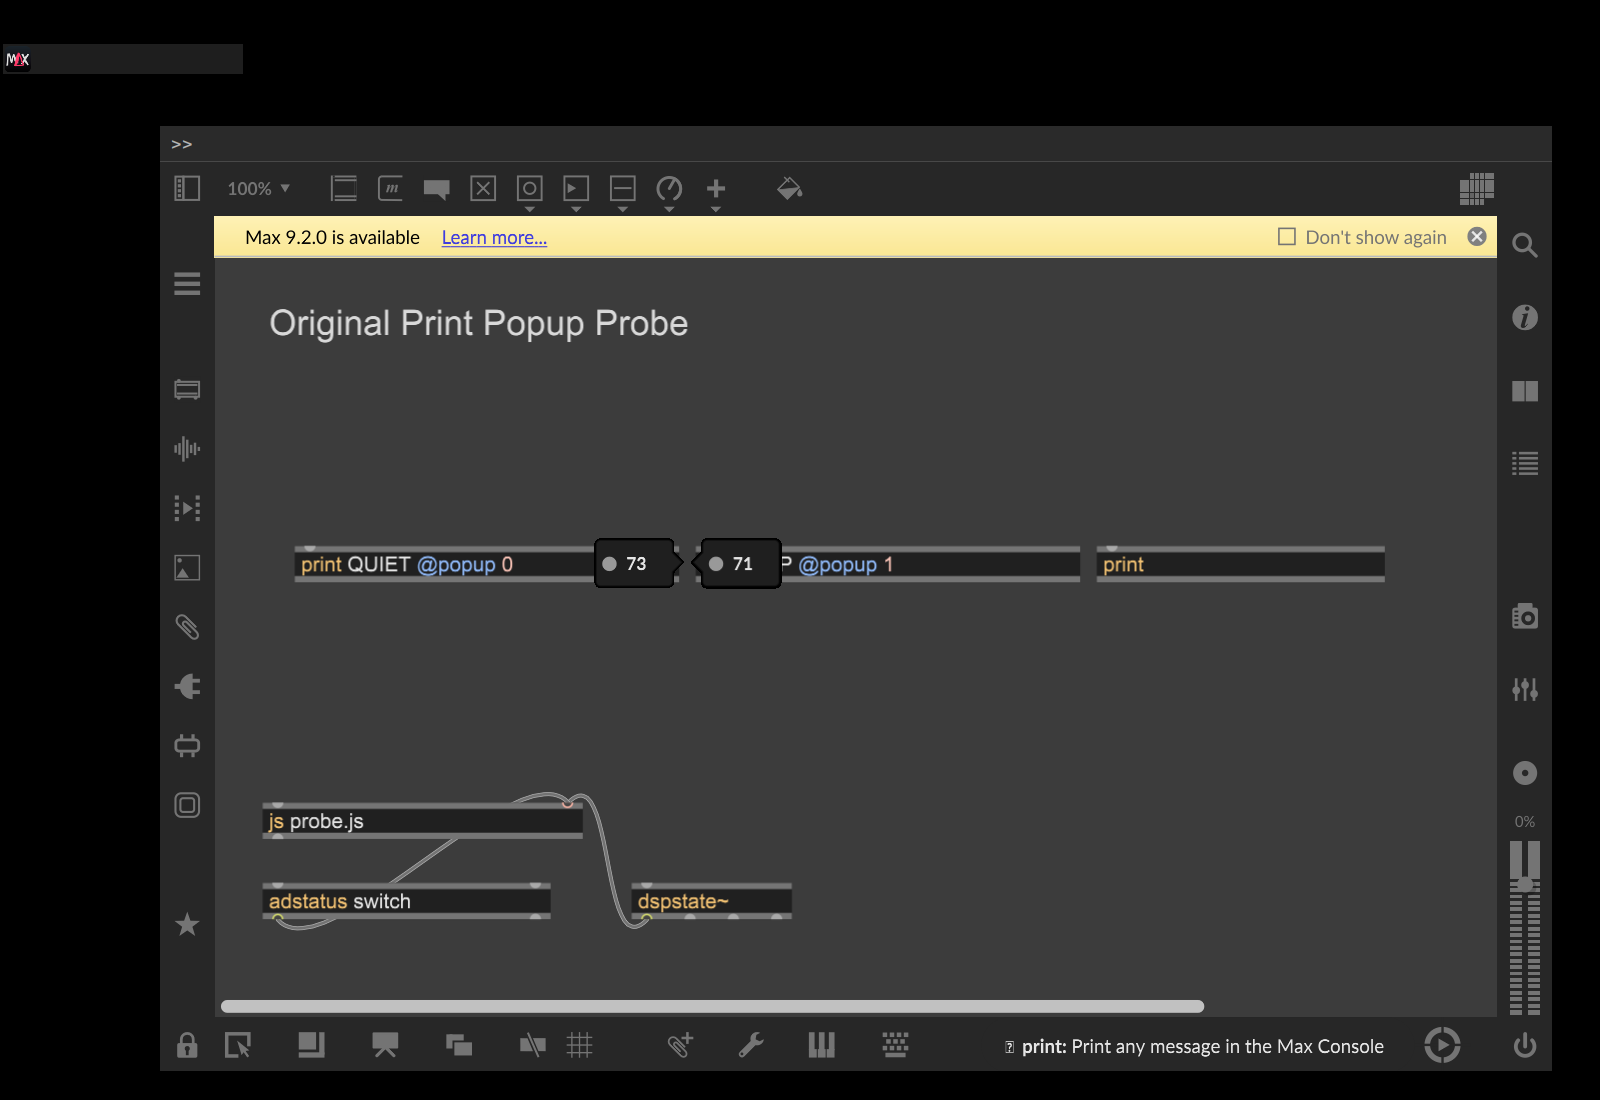 MAX
>>
100%
Max 9.2.0 is available Learn more...
Don't show again
Original Print Popup Probe
print QUIET @popup 0
73
71
P @popup 1
print
js probe.js
adstatus switch
dspstate~
0%
print: Print any message in the Max Console